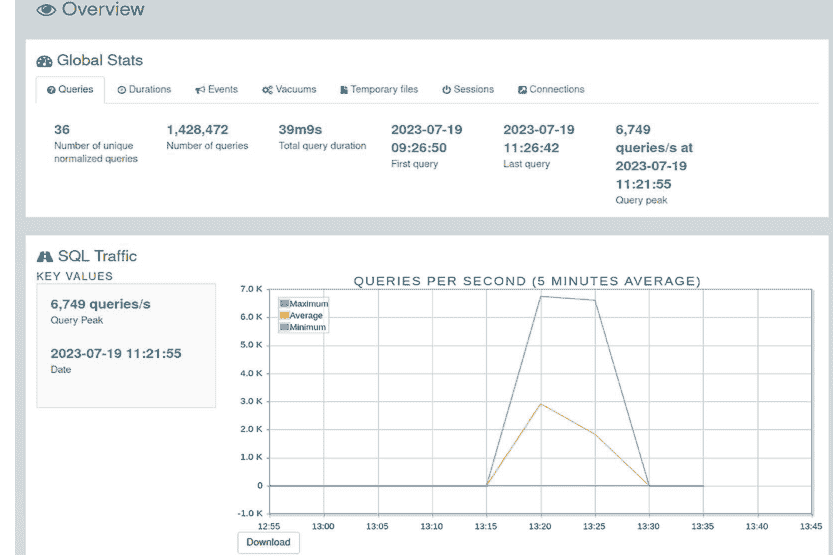 Overview
Global Stats
Queries Durations Events Vacuums Temporary files Sessions Connections
36
Number of unique
normalized queries
1,428,472
Number of queries
39m9s
Total query duration
2023-07-19
09:26:50
First query
2023-07-19
11:26:42
Last query
6,749
queries/s at
2023-07-19
11:21:55
Query peak
SQL Traffic
KEY VALUES
6,749 queries/s
Query Peak
2023-07-19 11:21:55
Date
QUERIES PER SECOND (5 MINUTES AVERAGE)
Maximum
Average
Minimum
7.0 K
6.0 K
5.0 K
4.0 K
3.0 K
2.0 K
1.0 K
0
-1.0 K
12:55 13:00 13:05 13:10 13:15 13:20 13:25 13:30 13:35 13:40 13:45
Download